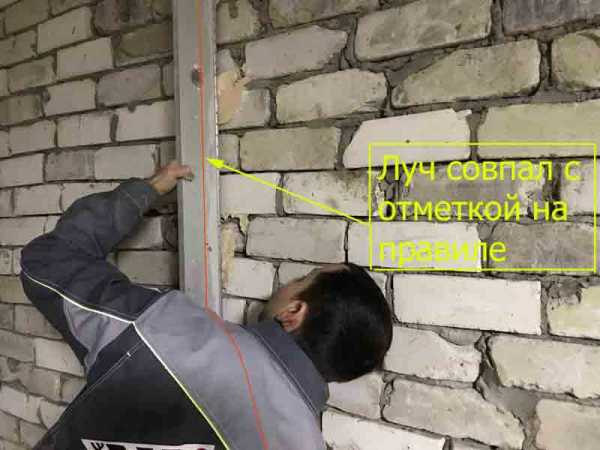 Луч совпал с
отметкой на
правиле